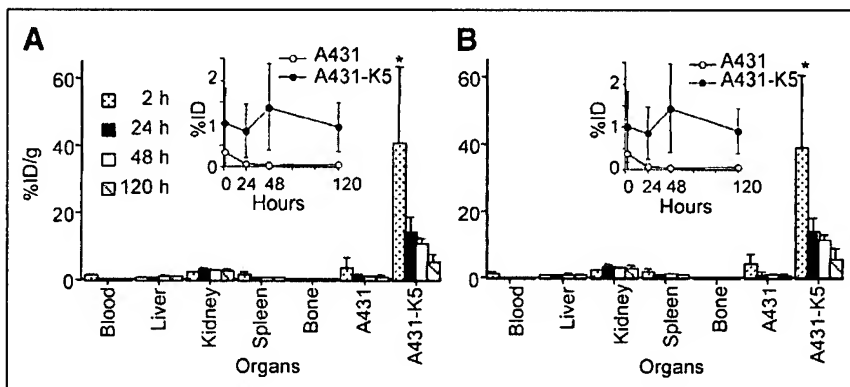 A
B
A431
A431-K5
%ID
2
1
0
0 24 48 120
Hours
%ID/g
60
40
20
0
2 h
24 h
48 h
120 h
*
Blood
Liver
Kidney
Spleen
Bone
A431
A431-K5
Organs
A431
A431-K5
%ID
2
1
0
0 24 48 120
Hours
60
40
20
0
*
Blood
Liver
Kidney
Spleen
Bone
A431
A431-K5
Organs